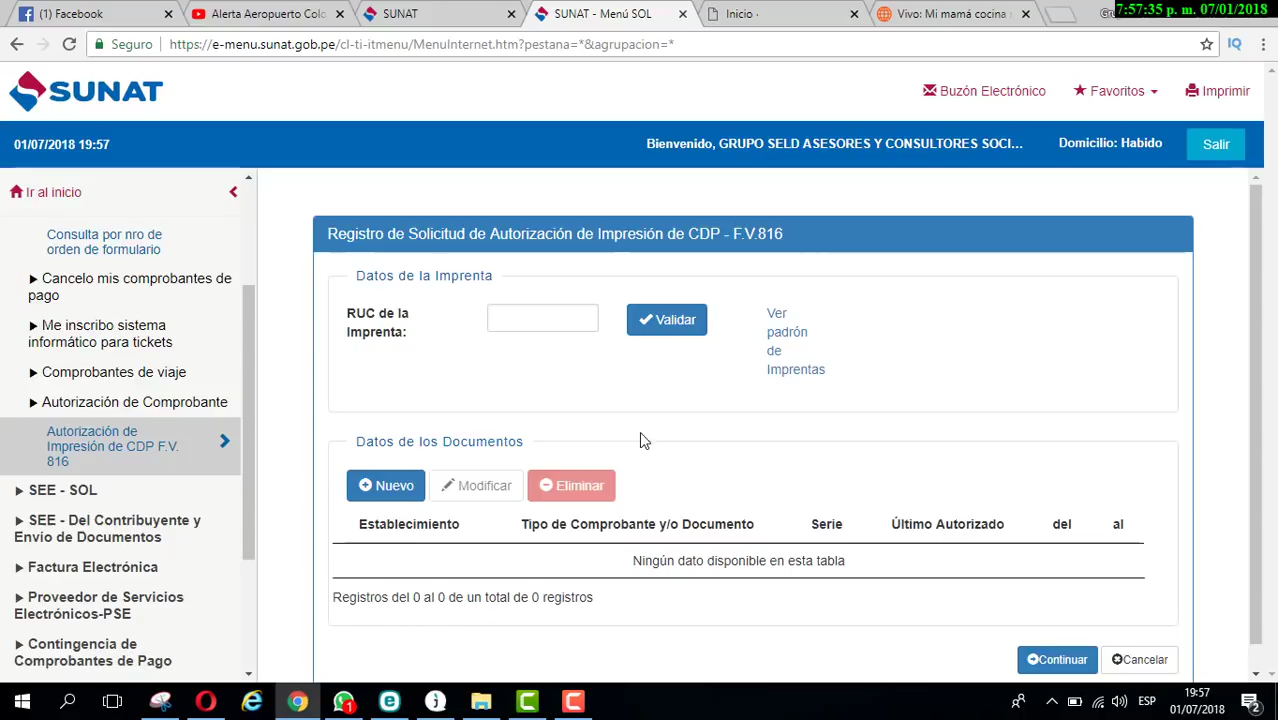 (1) Facebook
Alerta Aeropuerto Colo
SUNAT
SUNAT - Menú SOL
Inicio ·
Vivo: Mi mamá cocina
7:57:35 p. m. 07/01/2018
Seguro
https://e-menu.sunat.gob.pe/cl-ti-itmenu/MenuInternet.htm?pestana=*&agrupacion=*
IQ
SUNAT
Buzón Electrónico
Favoritos
Imprimir
01/07/2018 19:57
Bienvenido, GRUPO SELD ASESORES Y CONSULTORES SOCI...
Domicilio: Habido
Salir
Ir al inicio
Consulta por nro de
orden de formulario
Cancelo mis comprobantes de
pago
Me inscribo sistema
informático para tickets
Comprobantes de viaje
Autorización de Comprobante
Autorización de
Impresión de CDP F.V.
816
SEE - SOL
SEE - Del Contribuyente y
Envio de Documentos
Factura Electrónica
Proveedor de Servicios
Electrónicos-PSE
Contingencia de
Comprobantes de Pago
Registro de Solicitud de Autorización de Impresión de CDP - F.V.816
Datos de la Imprenta
RUC de la
Imprenta:
Validar
Ver
padrón
de
Imprentas
Datos de los Documentos
Nuevo
Modificar
Eliminar
Establecimiento
Tipo de Comprobante y/o Documento
Serie
Último Autorizado
del
al
Ningún dato disponible en esta tabla
Registros del 0 al 0 de un total de 0 registros
Continuar
Cancelar
1
ESP
19:57
01/07/2018
2